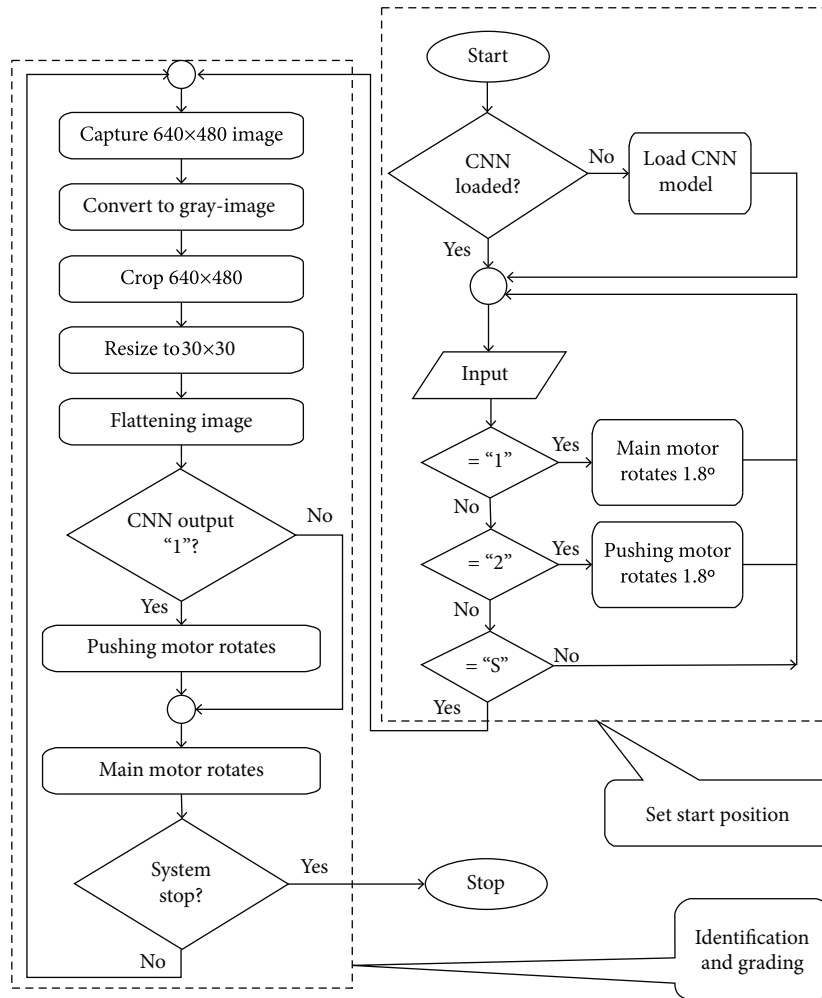 Start
CNN
loaded?
No
Load CNN
model
Yes
Input
= “1”
Yes
Main motor
rotates 1.8º
No
= “2”
Yes
Pushing motor
rotates 1.8º
No
= “S”
No
Yes
Set start position
Capture 640×480 image
Convert to gray-image
Crop 640×480
Resize to 30×30
Flattening image
CNN output
“1”?
No
Yes
Pushing motor rotates
Main motor rotates
System
stop?
Yes
Stop
No
Identification
and grading